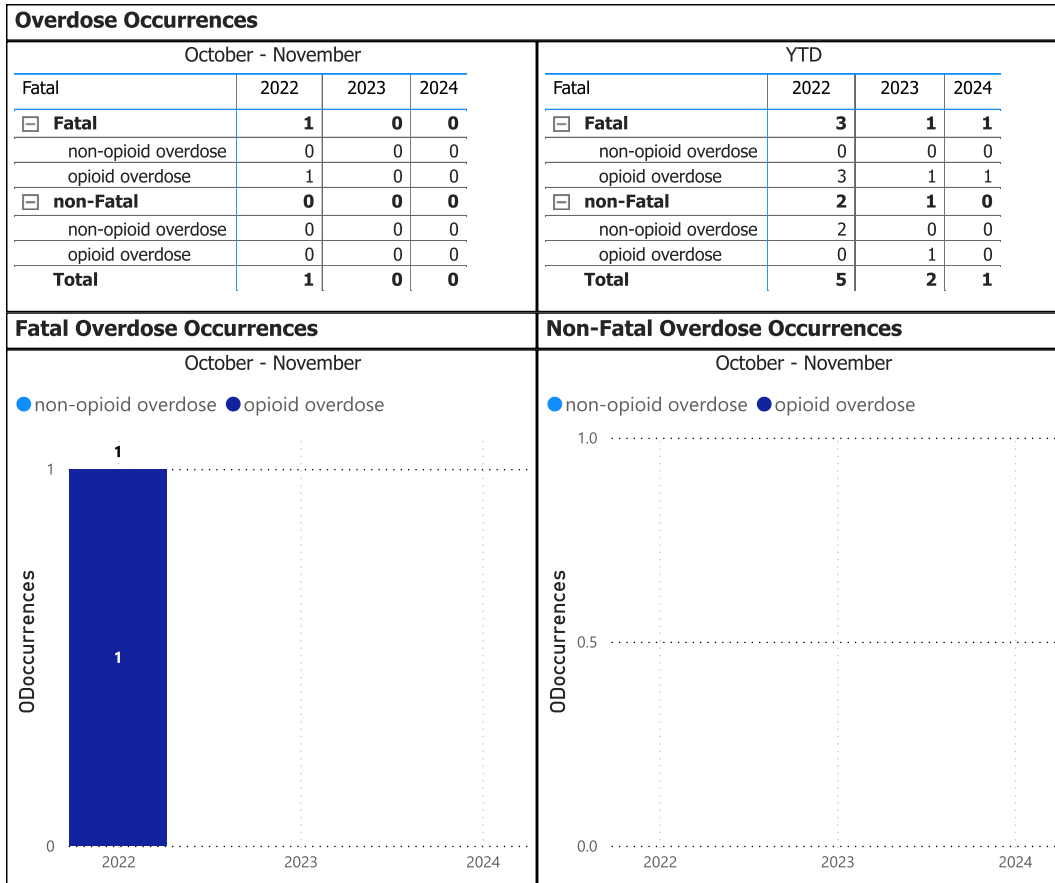 Overdose Occurrences
October - November
Fatal 2022 2023 2024
Fatal 1 0 0
non-opioid overdose 0 0 0
opioid overdose 1 0 0
non-Fatal 0 0 0
non-opioid overdose 0 0 0
opioid overdose 0 0 0
Total 1 0 0
YTD
Fatal 2022 2023 2024
Fatal 3 1 1
non-opioid overdose 0 0 0
opioid overdose 3 1 1
non-Fatal 2 1 0
non-opioid overdose 2 0 0
opioid overdose 0 1 0
Total 5 2 1
Fatal Overdose Occurrences
October - November
non-opioid overdose opioid overdose
1
1
1
0
ODoccurrences
2022 2023 2024
Non-Fatal Overdose Occurrences
October - November
non-opioid overdose opioid overdose
1.0
0.5
0.0
ODoccurrences
2022 2023 2024